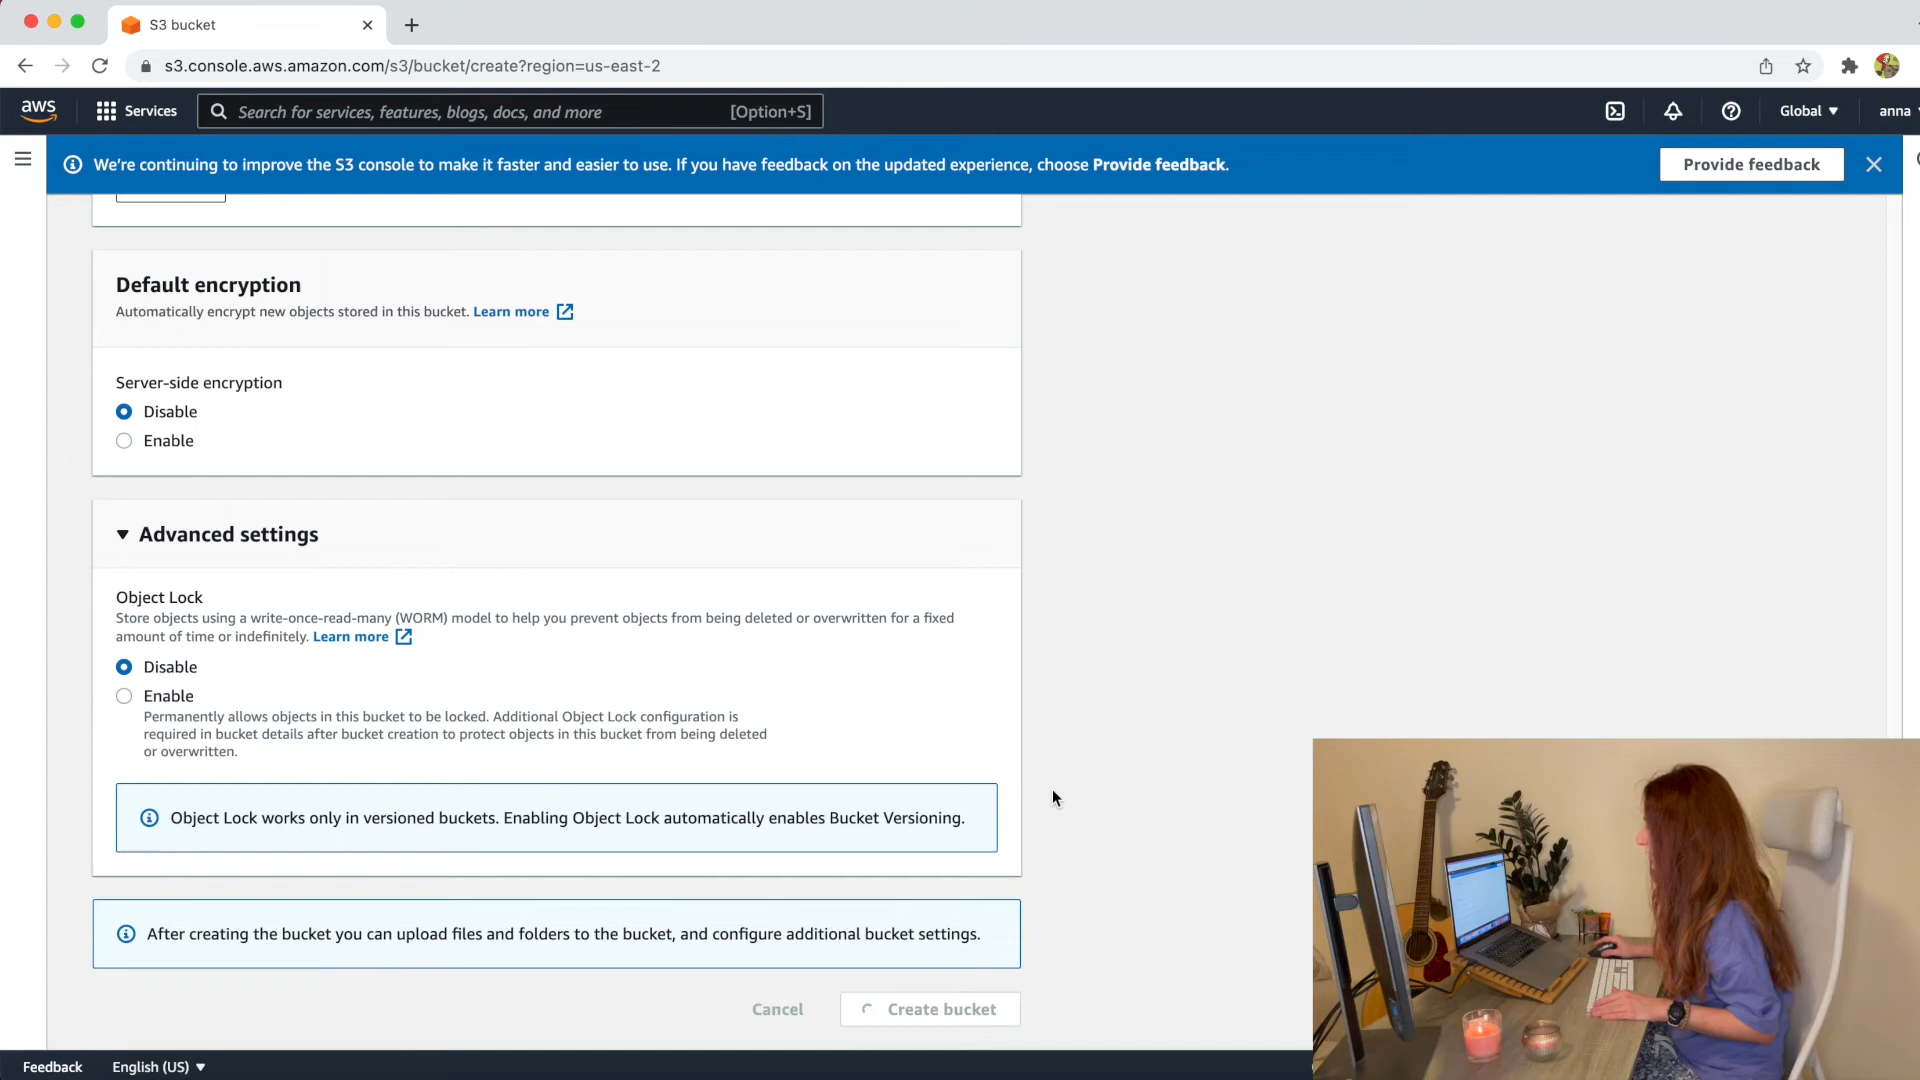 S3 bucket
s3.console.aws.amazon.com/s3/bucket/create?region=us-east-2
aws
Services
Search for services, features, blogs, docs, and more
[Option+S]
Global
anna
We're continuing to improve the S3 console to make it faster and easier to use. If you have feedback on the updated experience, choose Provide feedback.
Provide feedback
Default encryption
Automatically encrypt new objects stored in this bucket. Learn more
Server-side encryption
Disable
Enable
Advanced settings
Object Lock
Store objects using a write-once-read-many (WORM) model to help you prevent objects from being deleted or overwritten for a fixed
amount of time or indefinitely. Learn more
Disable
Enable
Permanently allows objects in this bucket to be locked. Additional Object Lock configuration is
required in bucket details after bucket creation to protect objects in this bucket from being deleted
or overwritten.
Object Lock works only in versioned buckets. Enabling Object Lock automatically enables Bucket Versioning.
After creating the bucket you can upload files and folders to the bucket, and configure additional bucket settings.
Cancel
Create bucket
Feedback
English (US)